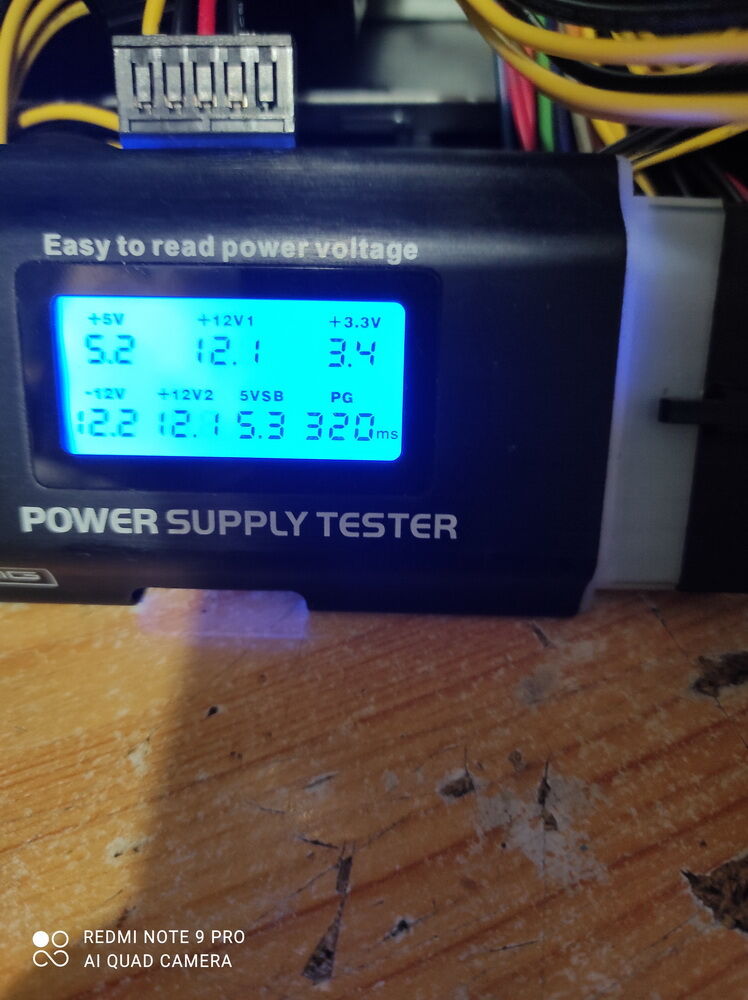 Easy to read power voltage
+5V +12V1 +3.3V
5.2 12.1 3.4
-12V +12V2 5VSB PG
12.2 12.1 5.3 320ms
POWER SUPPLY TESTER
REDMI NOTE 9 PRO
AI QUAD CAMERA